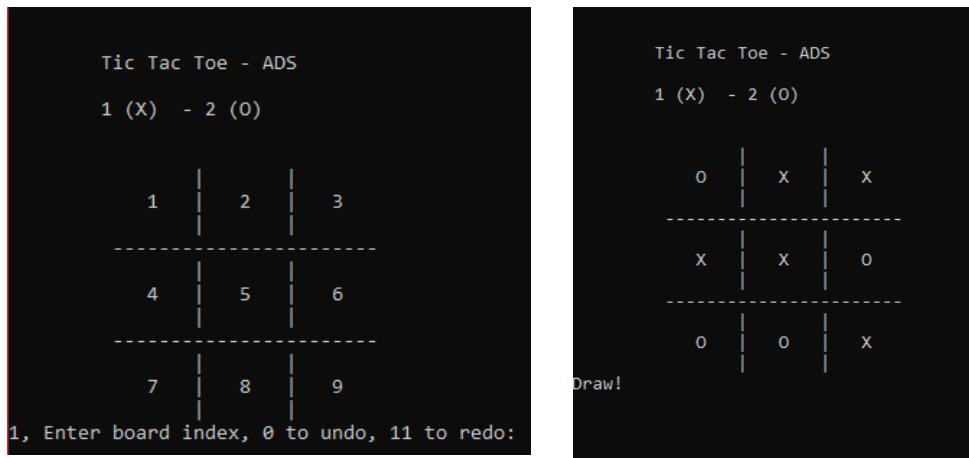 Tic Tac Toe - ADS
1 (X)  - 2 (O)
1 | 2 | 3
-----------------------
4 | 5 | 6
-----------------------
7 | 8 | 9
1, Enter board index, 0 to undo, 11 to redo:
Tic Tac Toe - ADS
1 (X)  - 2 (O)
O | X | X
-----------------------
X | X | O
-----------------------
O | O | X
Draw!